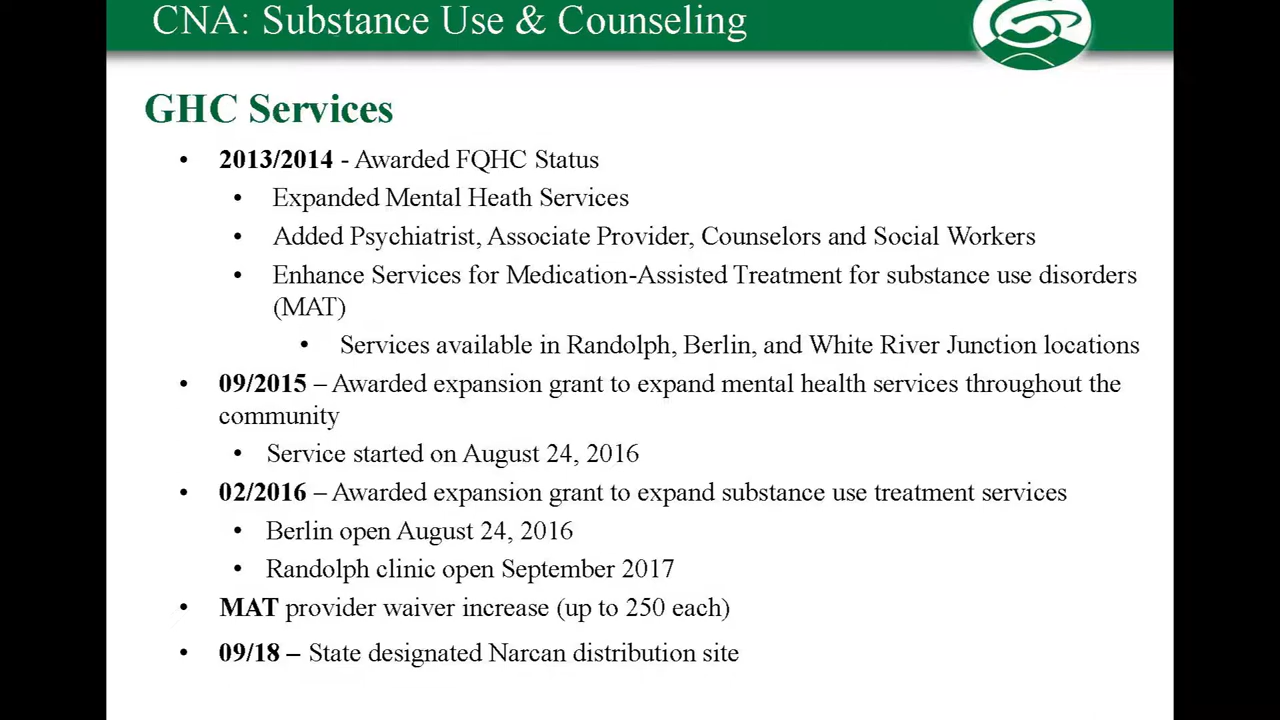 CNA: Substance Use & Counseling
GHC Services
• 2013/2014 - Awarded FQHC Status
• Expanded Mental Heath Services
• Added Psychiatrist, Associate Provider, Counselors and Social Workers
• Enhance Services for Medication-Assisted Treatment for substance use disorders
(MAT)
• Services available in Randolph, Berlin, and White River Junction locations
• 09/2015 – Awarded expansion grant to expand mental health services throughout the
community
• Service started on August 24, 2016
• 02/2016 – Awarded expansion grant to expand substance use treatment services
• Berlin open August 24, 2016
• Randolph clinic open September 2017
• MAT provider waiver increase (up to 250 each)
• 09/18 – State designated Narcan distribution site